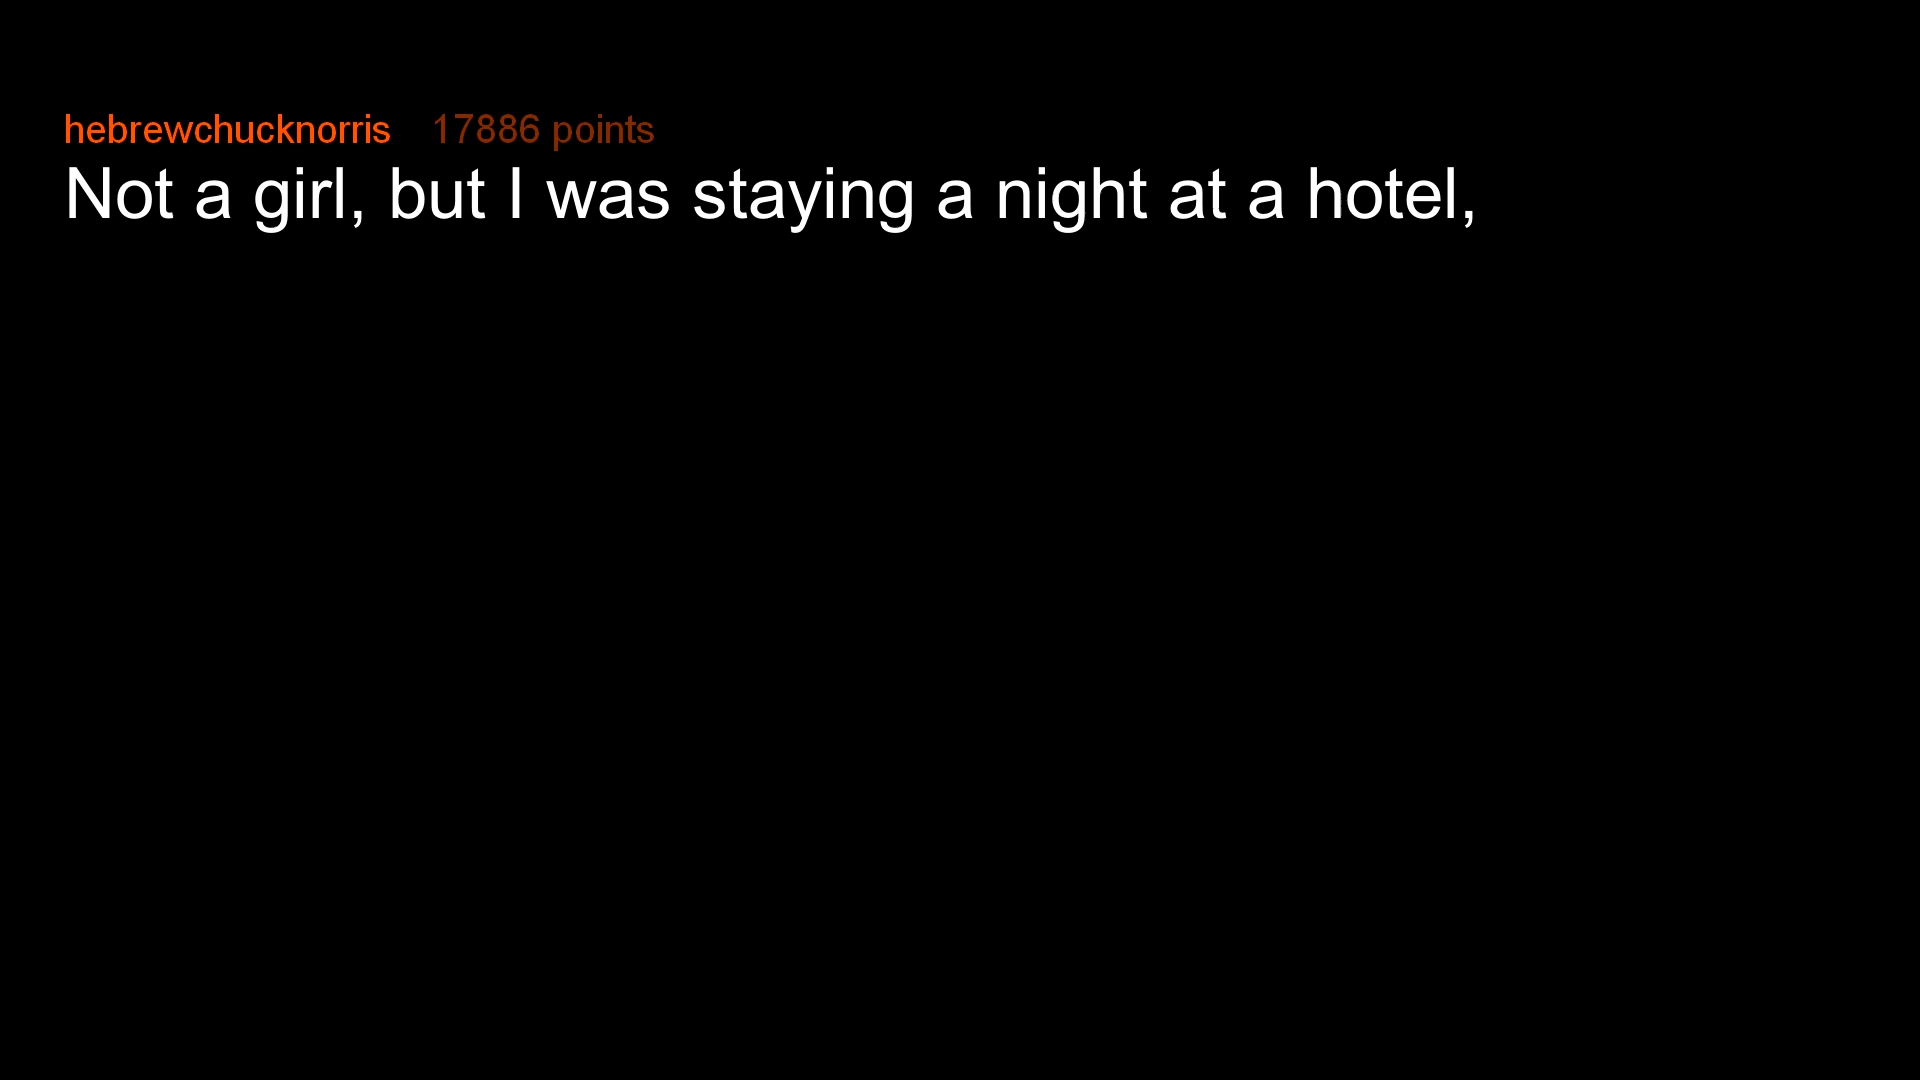 hebrewchucknorris 17886 points
Not a girl, but I was staying a night at a hotel,